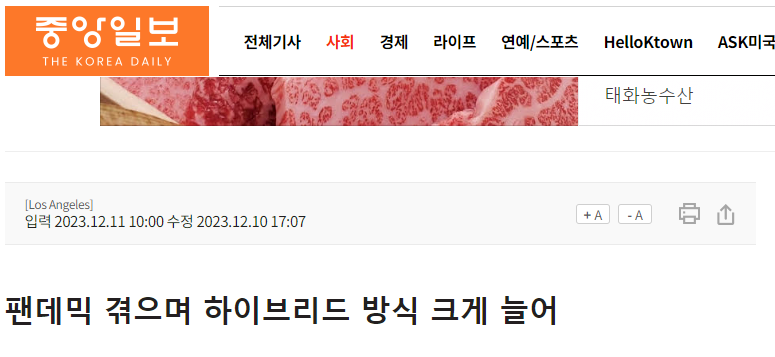 중앙일보
THE KOREA DAILY
전체기사 사회 경제 라이프 연예/스포츠 HelloKtown ASK미국
태화농수산
[Los Angeles]
입력 2023.12.11 10:00 수정 2023.12.10 17:07
+ A - A
팬데믹 겪으며 하이브리드 방식 크게 늘어